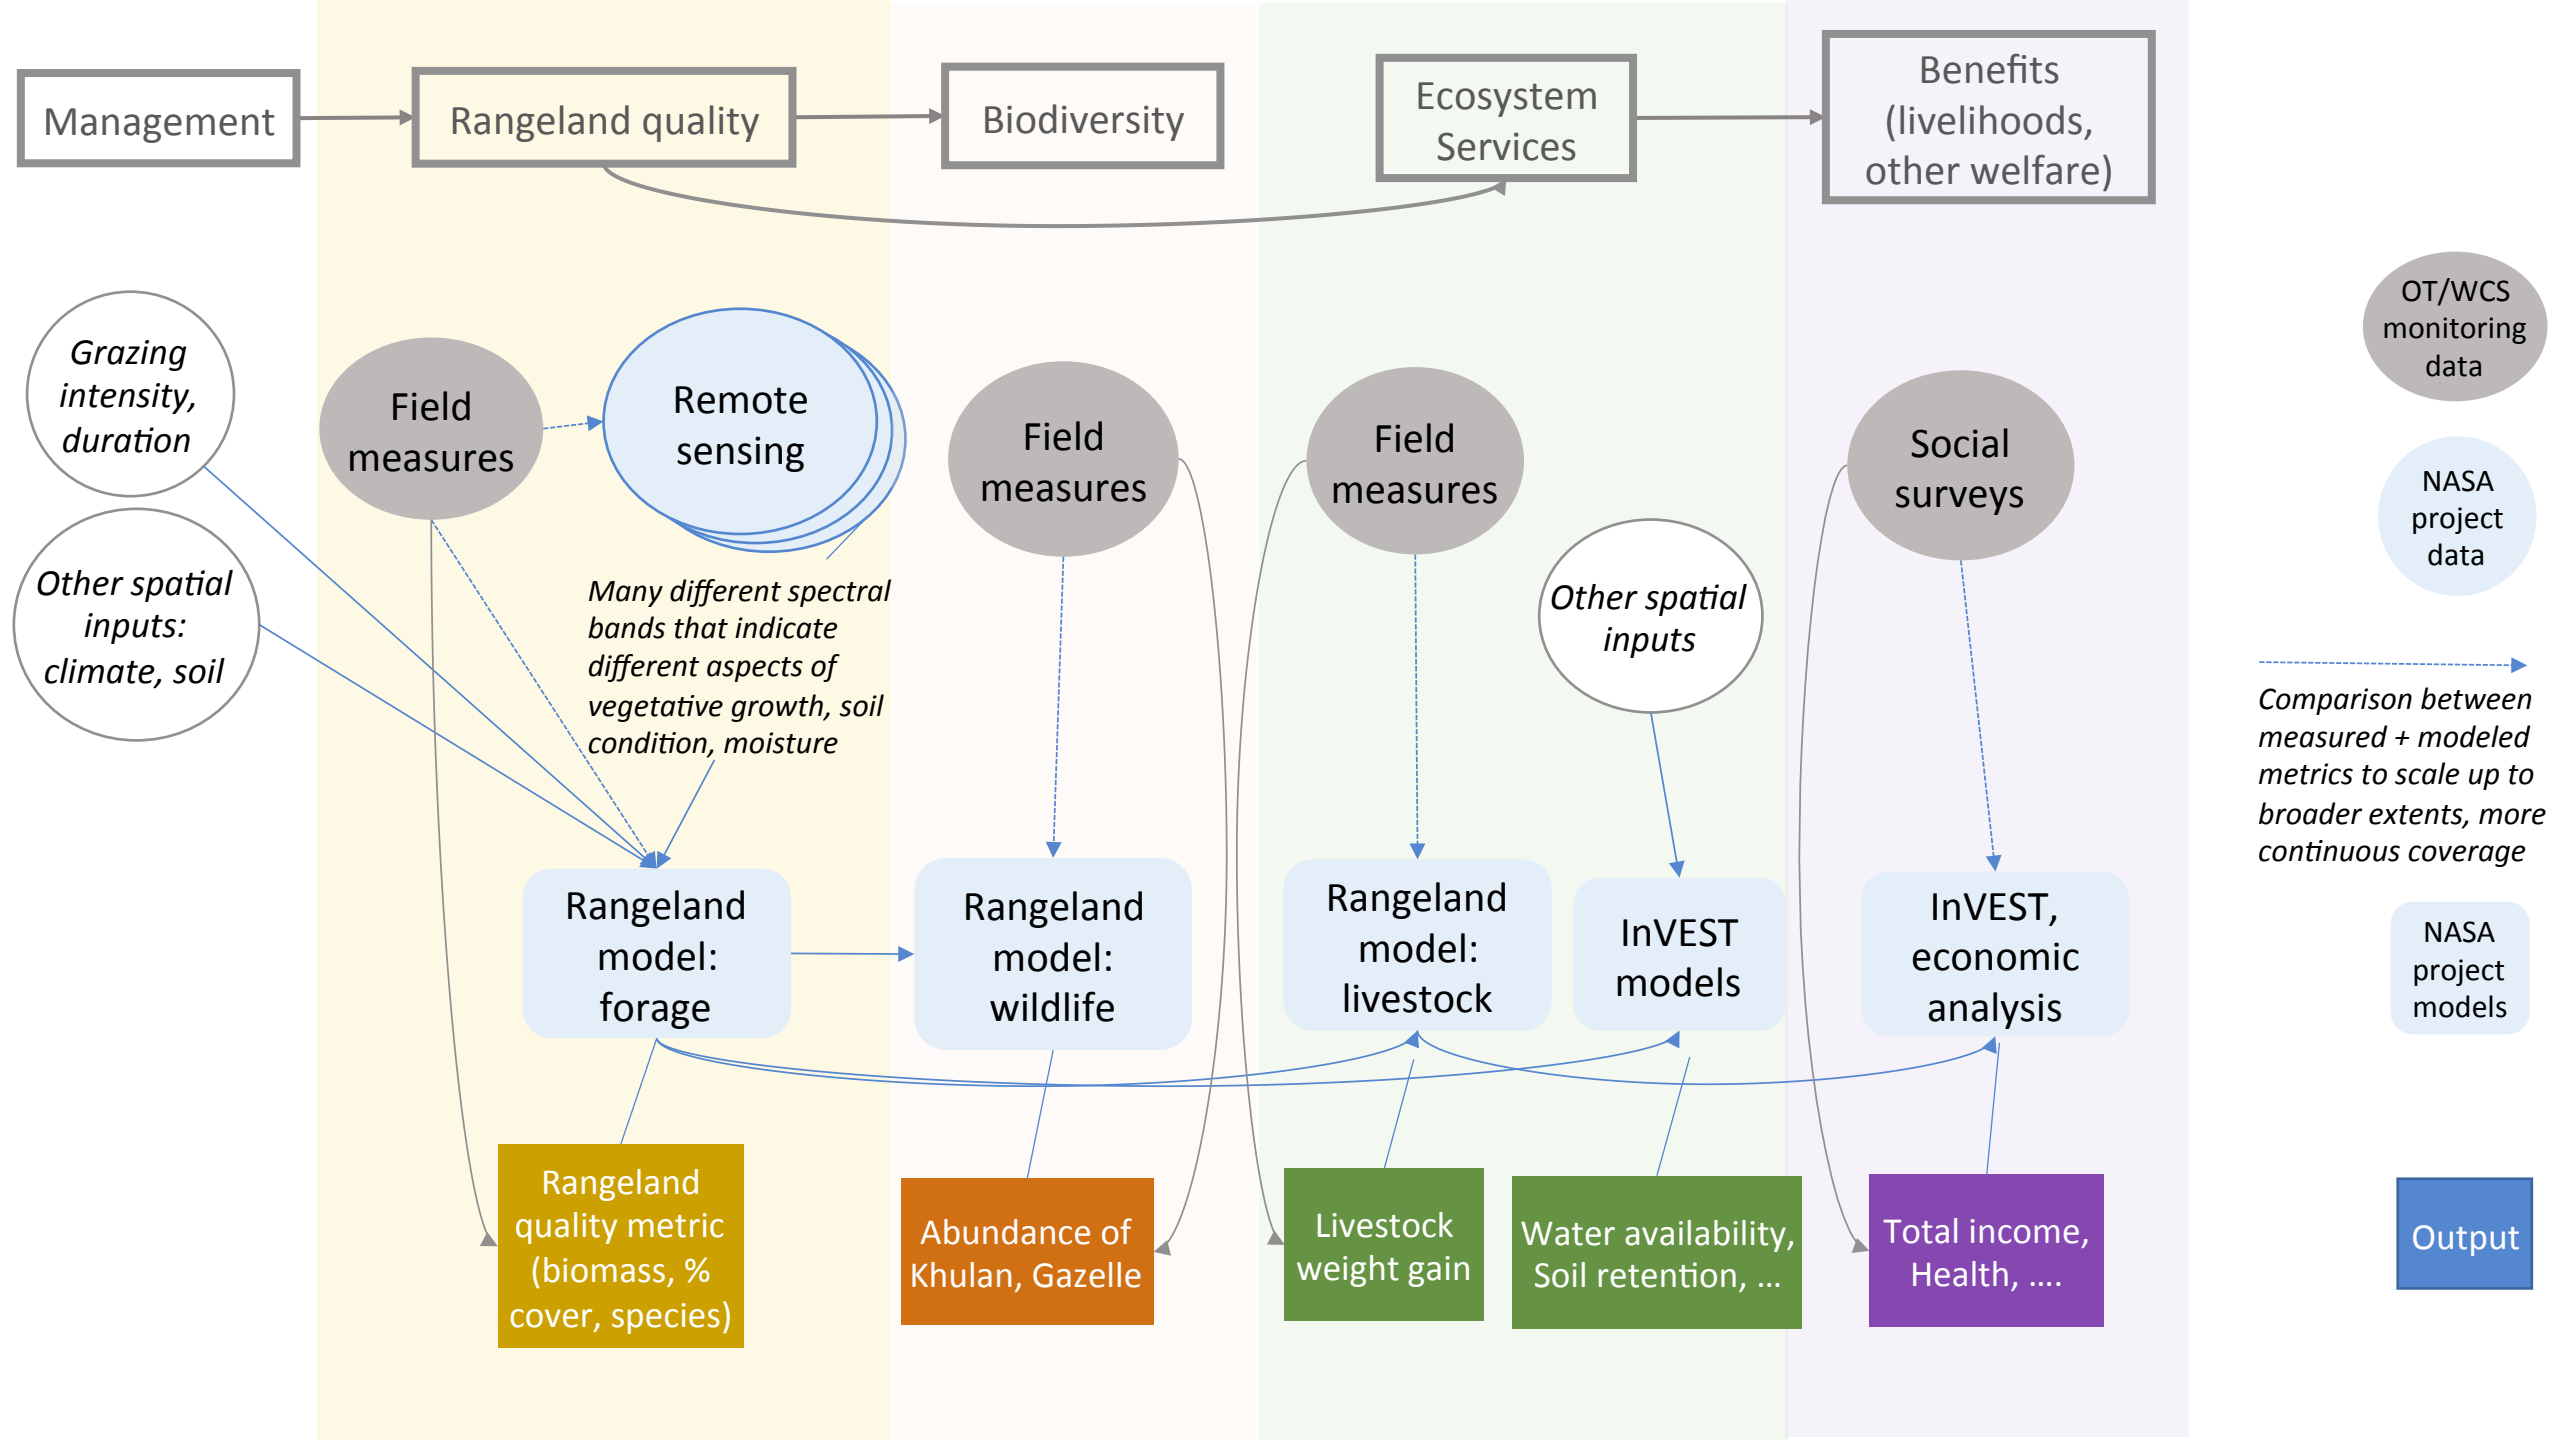 Management
Rangeland quality
Biodiversity
Ecosystem
Services
Benefits
(livelihoods,
other welfare)
Grazing
intensity,
duration
Other spatial
inputs:
climate, soil
Field
measures
Remote
sensing
Many different spectral
bands that indicate
different aspects of
vegetative growth, soil
condition, moisture
Field
measures
Field
measures
Other spatial
inputs
Social
surveys
Rangeland
model:
forage
Rangeland
model:
wildlife
Rangeland
model:
livestock
InVEST
models
InVEST,
economic
analysis
Rangeland
quality metric
(biomass, %
cover, species)
Abundance of
Khulan, Gazelle
Livestock
weight gain
Water availability,
Soil retention, ...
Total income,
Health, ....
OT/WCS
monitoring
data
NASA
project
data
Comparison between
measured + modeled
metrics to scale up to
broader extents, more
continuous coverage
NASA
project
models
Output